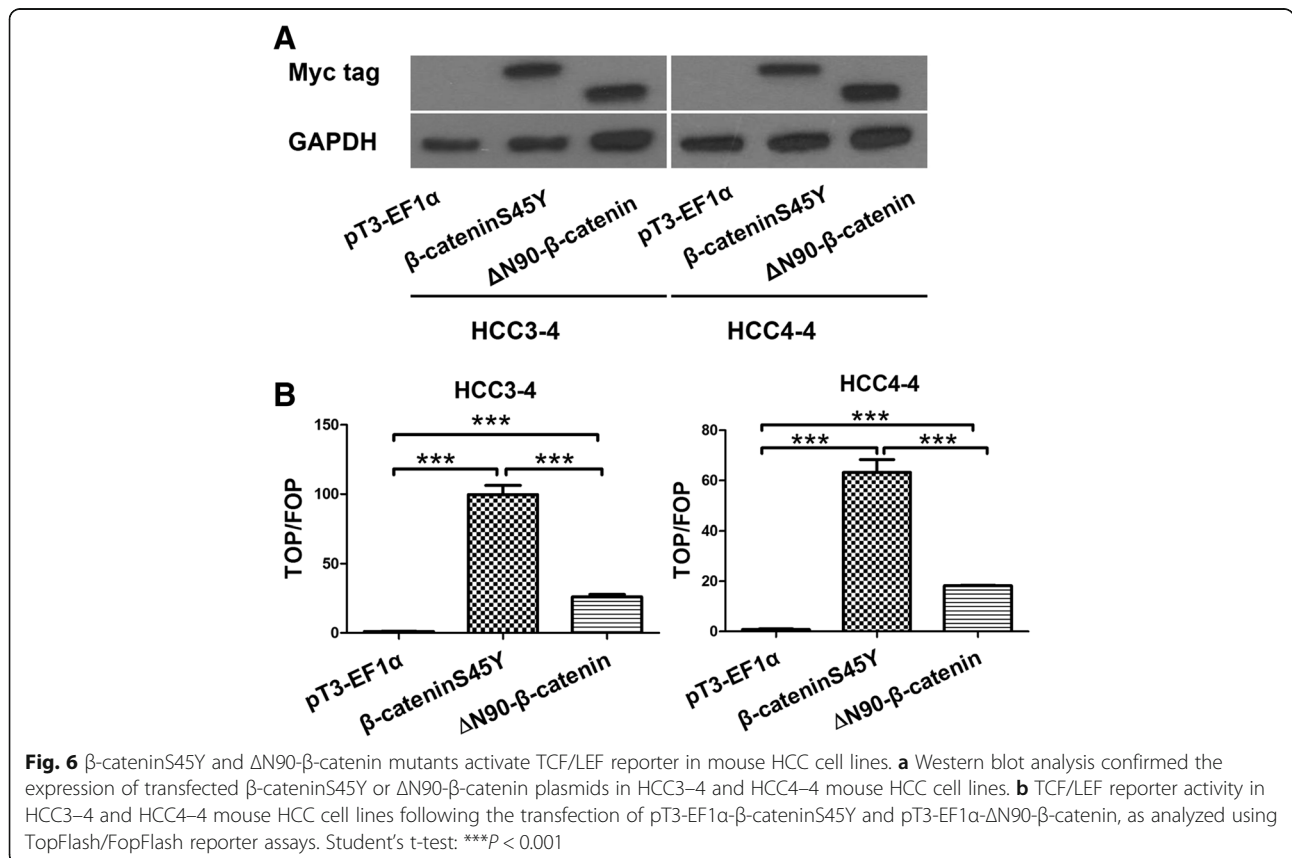 A
Myc tag
GAPDH
pT3-EF1α
β-cateninS45Y
ΔN90-β-catenin
pT3-EF1α
β-cateninS45Y
ΔN90-β-catenin
HCC3-4
HCC4-4
B
HCC3-4
***
***
***
TOP/FOP
150
100
50
0
pT3-EF1α
β-cateninS45Y
ΔN90-β-catenin
HCC4-4
***
***
***
TOP/FOP
80
60
40
20
0
pT3-EF1α
β-cateninS45Y
ΔN90-β-catenin
Fig. 6 β-cateninS45Y and ΔN90-β-catenin mutants activate TCF/LEF reporter in mouse HCC cell lines. a Western blot analysis confirmed the
expression of transfected β-cateninS45Y or ΔN90-β-catenin plasmids in HCC3–4 and HCC4–4 mouse HCC cell lines. b TCF/LEF reporter activity in
HCC3–4 and HCC4–4 mouse HCC cell lines following the transfection of pT3-EF1α-β-cateninS45Y and pT3-EF1α-ΔN90-β-catenin, as analyzed using
TopFlash/FopFlash reporter assays. Student's t-test: ***P < 0.001